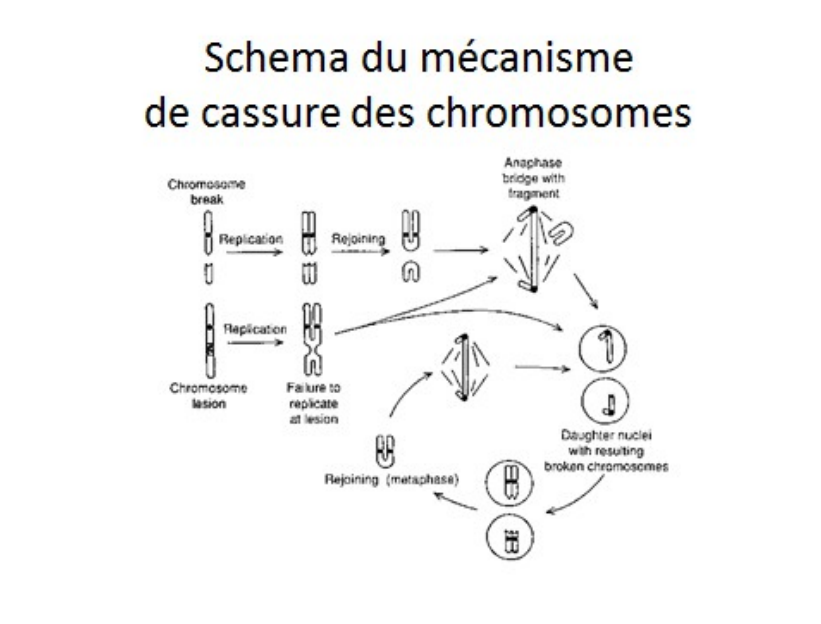 Schema du mécanisme
de cassure des chromosomes
Anaphase
bridge with
fragment
Chromosome
break
Replication
Rejoining
Replication
Chromosome
lesion
Failure to
replicate
at lesion
Daughter nuclei
with resulting
broken chromosomes
Rejoining (metaphase)